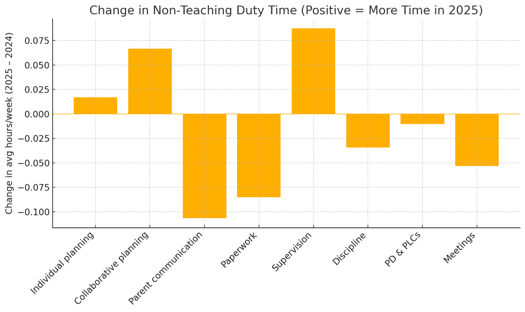 Change in Non-Teaching Duty Time (Positive = More Time in 2025)
Change in avg hours/week (2025 – 2024)
0.075
0.050
0.025
0.000
−0.025
−0.050
−0.075
−0.100
Individual planning
Collaborative planning
Parent communication
Paperwork
Supervision
Discipline
PD & PLCs
Meetings